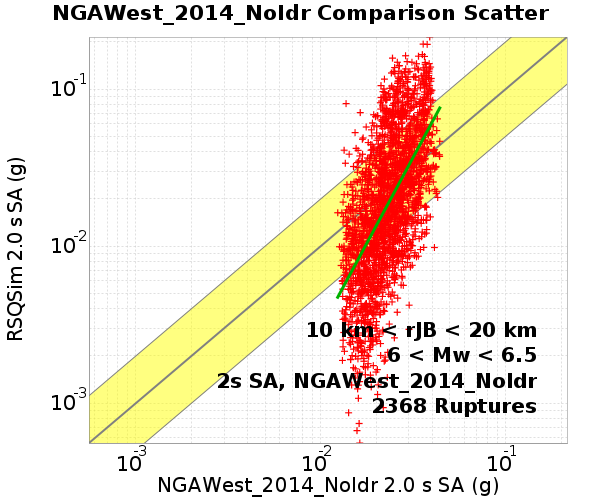 NGAWest_2014_NoIdr Comparison Scatter
RSQSim 2.0 s SA (g)
10-1
10-2
10-3
10 km < rJB < 20 km
6 < Mw < 6.5
2s SA, NGAWest_2014_NoIdr
2368 Ruptures
10-3 10-2 10-1
NGAWest_2014_NoIdr 2.0 s SA (g)